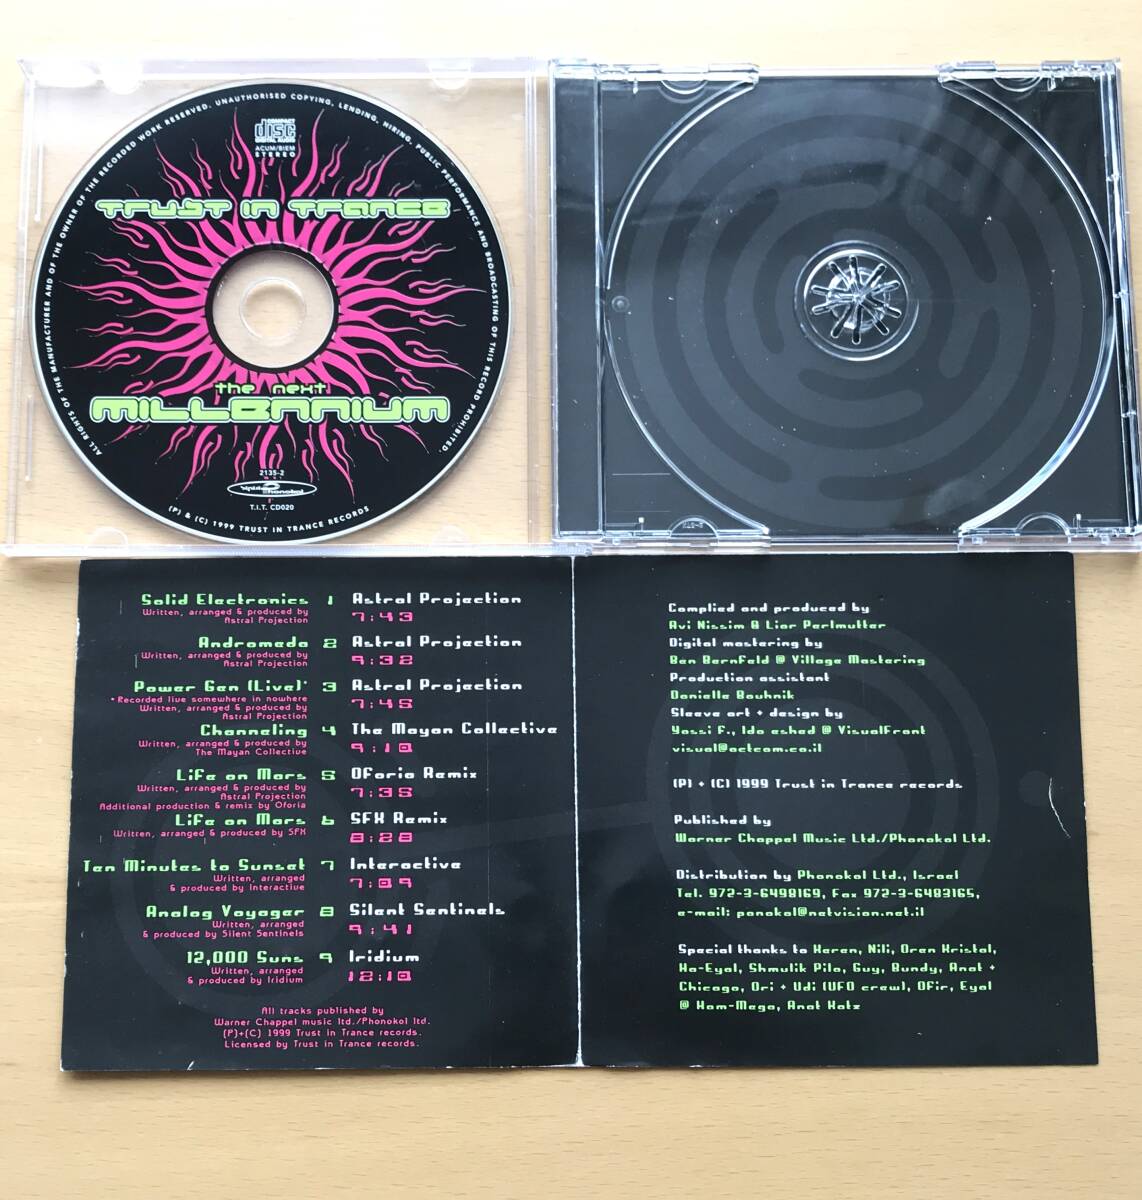 ALL RIGHTS OF THE MANUFACTURER AND OF THE OWNER OF THE RECORDED WORK RESERVED. UNAUTHORISED COPYING, LENDING, HIRING, PUBLIC PERFORMANCE AND BROADCASTING OF THIS RECORD PROHIBITED.
COMPACT
disc
DIGITAL AUDIO
ACUM/BIEM
STEREO
Trust in Trance
the next
millennium
2135-2
Phonokol
T.I.T. CD020
(P) & (C) 1999 TRUST IN TRANCE RECORDS
Solid Electronics 1 Astral Projection
Written, arranged & produced by 7:43
Astral Projection
Andromeda 2 Astral Projection
Written, arranged & produced by 9:32
Astral Projection
Power Gen (Live)* 3 Astral Projection
* Recorded live somewhere in nowhere 7:45
Written, arranged & produced by
Astral Projection
Channeling 4 The Mayan Collective
Written, arranged & produced by 9:10
The Mayan Collective
Life on Mars 5 Oforia Remix
Written, arranged & produced by 7:35
Astral Projection
Additional production & remix by Oforia
Life on Mars 6 SFX Remix
Written, arranged & produced by SFX 8:28
Ten Minutes to Sunset 7 Interactive
Written, arranged 7:09
& produced by Interactive
Analog Voyager 8 Silent Sentinels
Written, arranged 9:41
& produced by Silent Sentinels
12,000 Suns 9 Iridium
Written, arranged 12:10
& produced by Iridium
All tracks published by
Warner Chappel music ltd./Phonokol ltd.
(P)+(C) 1999 Trust in Trance records.
Licensed by Trust in Trance records.
Complied and produced by
Avi Nissim & Lior Perlmutter
Digital mastering by
Ben Bernfeld @ Village Mastering
Production assistant
Danielle Bouhnik
Sleeve art + design by
Yossi F., Ido eshed @ VisualFront
visual@actcom.co.il
(P) + (C) 1999 Trust in Trance records
Published by
Warner Chappel Music Ltd./Phonokol Ltd.
Distribution by Phonokol Ltd., Israel
Tel. 972-3-6498169, Fax 972-3-6483165,
e-mail: ponokol@netvision.net.il
Special thanks to Karen, Nili, Oren Kristal,
Ha-Eyal, Shmulik Pilo, Guy, Bundy, Anat +
Chicago, Ori + Udi (UFO crew), Ofir, Eyal
@ Hom-Mega, Anat Katz